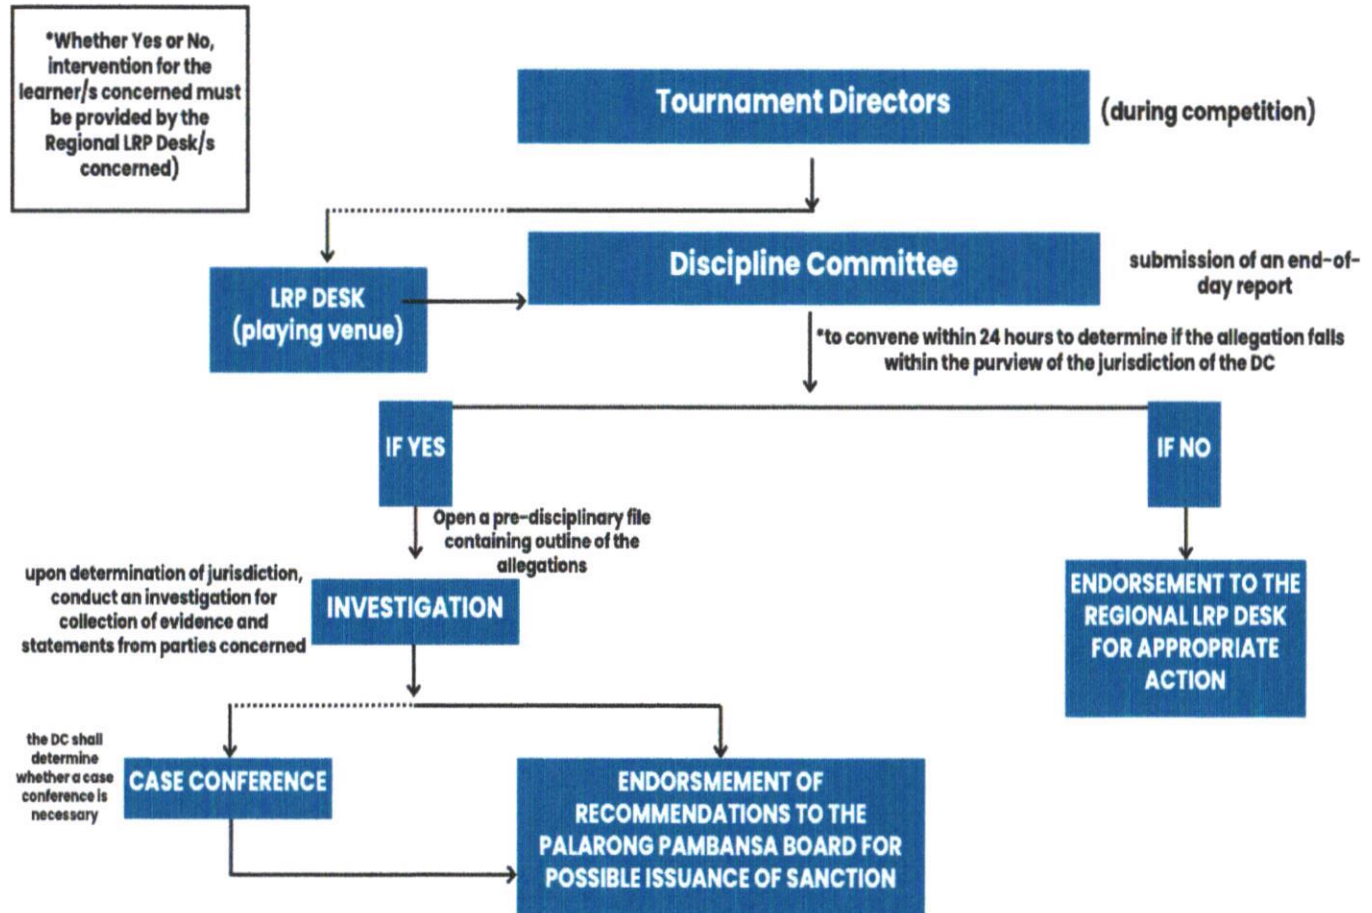 *Whether Yes or No,
intervention for the
learner/s concerned must
be provided by the
Regional LRP Desk/s
concerned)
Tournament Directors
(during competition)
Discipline Committee
submission of an end-of-
day report
LRP DESK
(playing venue)
*to convene within 24 hours to determine if the allegation falls
within the purview of the jurisdiction of the DC
IF YES
IF NO
Open a pre-disciplinary file
containing outline of the
allegations
upon determination of jurisdiction,
conduct an investigation for
collection of evidence and
statements from parties concerned
INVESTIGATION
ENDORSEMENT TO THE
REGIONAL LRP DESK
FOR APPROPRIATE
ACTION
the DC shall
determine
whether a case
conference is
necessary
CASE CONFERENCE
ENDORSMEMENT OF
RECOMMENDATIONS TO THE
PALARONG PAMBANSA BOARD FOR
POSSIBLE ISSUANCE OF SANCTION